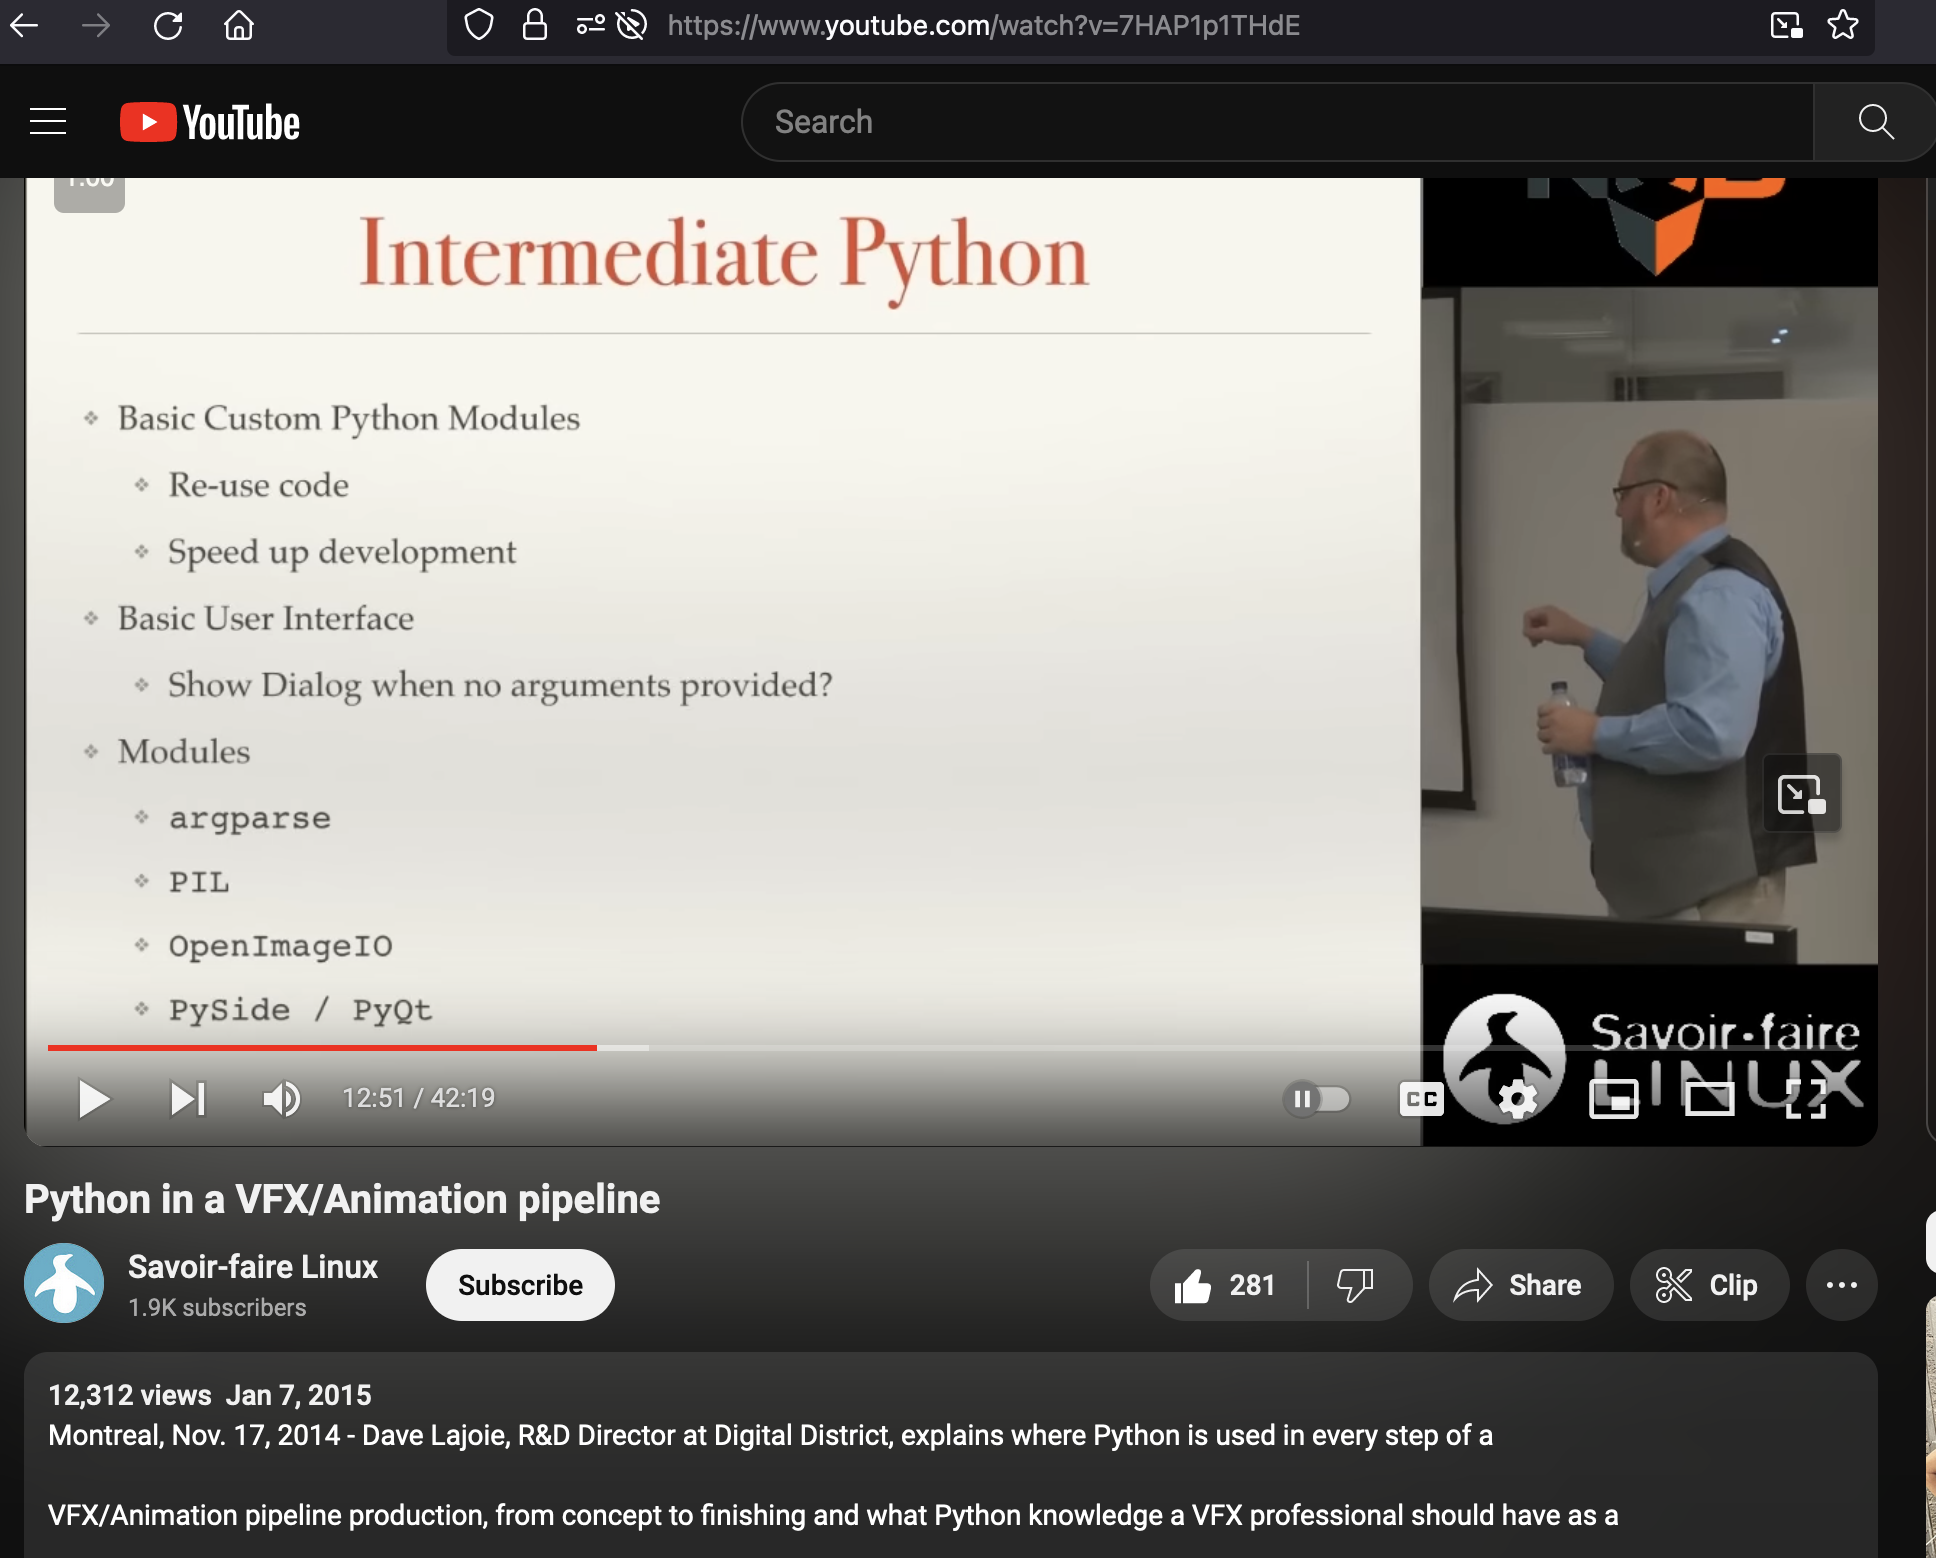 https://www.youtube.com/watch?v=7HAP1p1THdE
YouTube
Search
1:00
Intermediate Python
Basic Custom Python Modules
Re-use code
Speed up development
Basic User Interface
Show Dialog when no arguments provided?
Modules
argparse
PIL
OpenImageIO
PySide / PyQt
Savoir-faire
LINUX
12:51 / 42:19
CC
Python in a VFX/Animation pipeline
Savoir-faire Linux
1.9K subscribers
Subscribe
281
Share
Clip
12,312 views Jan 7, 2015
Montreal, Nov. 17, 2014 - Dave Lajoie, R&D Director at Digital District, explains where Python is used in every step of a
VFX/Animation pipeline production, from concept to finishing and what Python knowledge a VFX professional should have as a